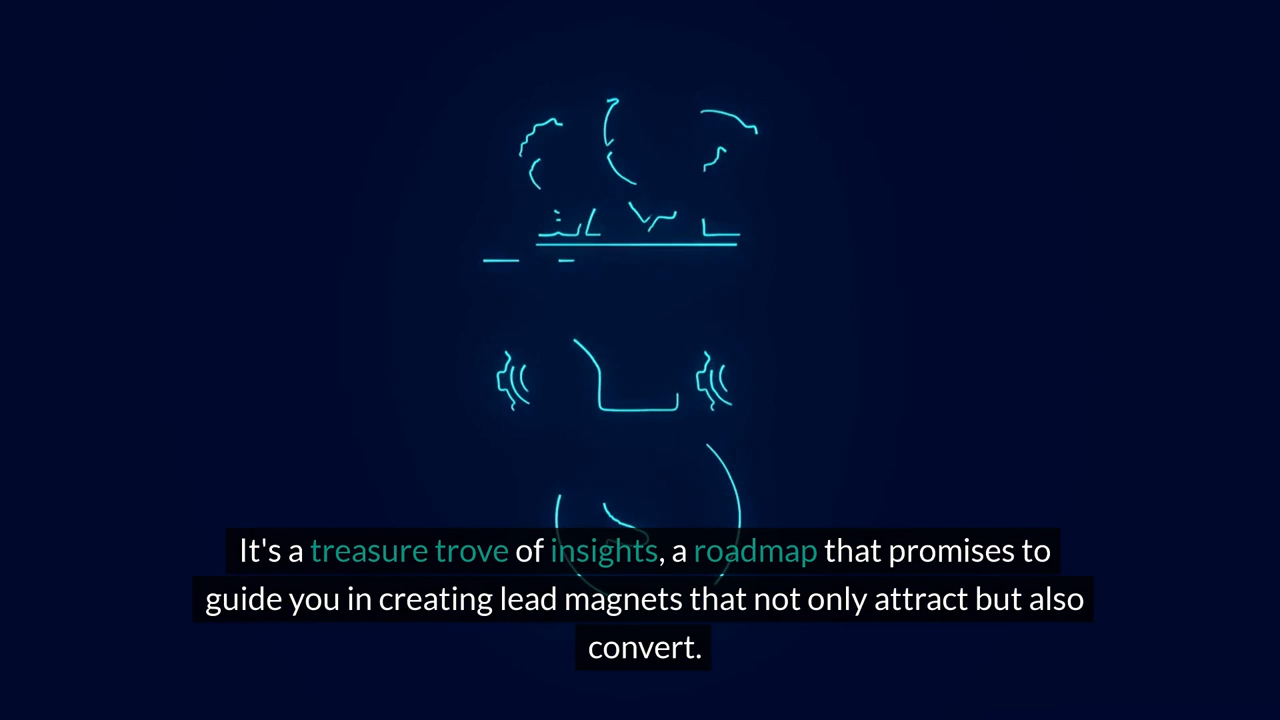 It's a treasure trove of insights, a roadmap that promises to
guide you in creating lead magnets that not only attract but also
convert.